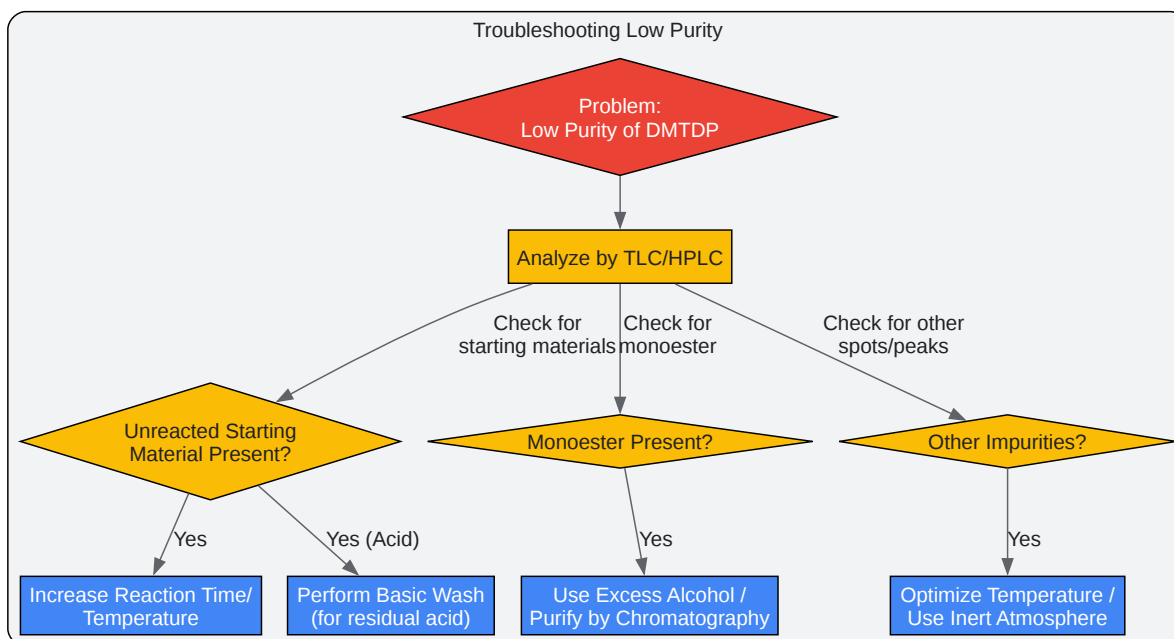 Troubleshooting Low Purity
Problem:
Low Purity of DMTDP
Analyze by TLC/HPLC
Check for
starting materials
Check for
monoester
Check for other
spots/peaks
Unreacted Starting
Material Present?
Monoester Present?
Other Impurities?
Yes
Yes (Acid)
Yes
Yes
Increase Reaction Time/
Temperature
Perform Basic Wash
(for residual acid)
Use Excess Alcohol /
Purify by Chromatography
Optimize Temperature /
Use Inert Atmosphere